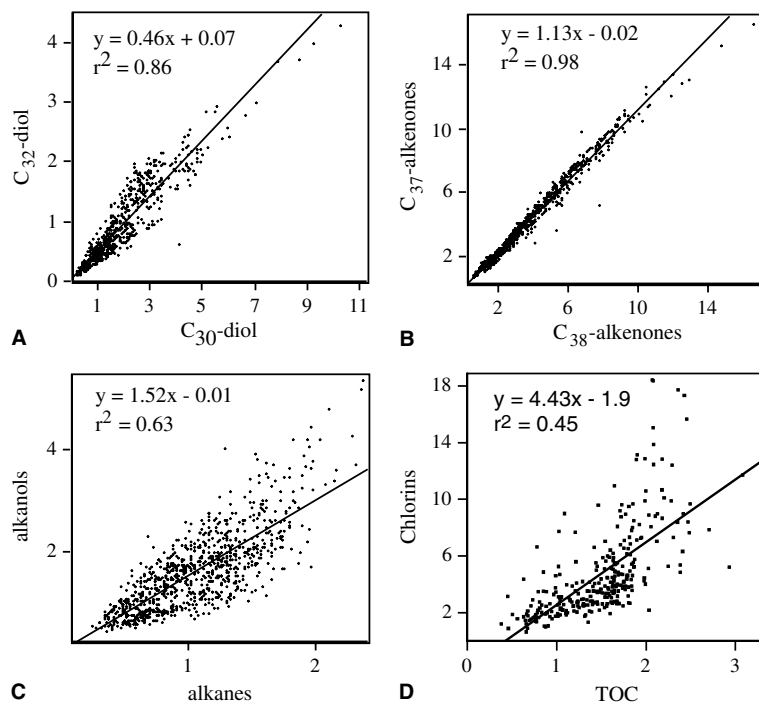 y = 0.46x + 0.07
r2 = 0.86
C32-diol
4
3
2
1
0
1 3 5 7 9 11
C30-diol
A
y = 1.13x - 0.02
r2 = 0.98
C37-alkenones
14
10
6
2
2 6 10 14
C38-alkenones
B
y = 1.52x - 0.01
r2 = 0.63
alkanols
4
2
1 2
alkanes
C
y = 4.43x - 1.9
r2 = 0.45
Chlorins
18
14
10
6
2
0 1 2 3
TOC
D